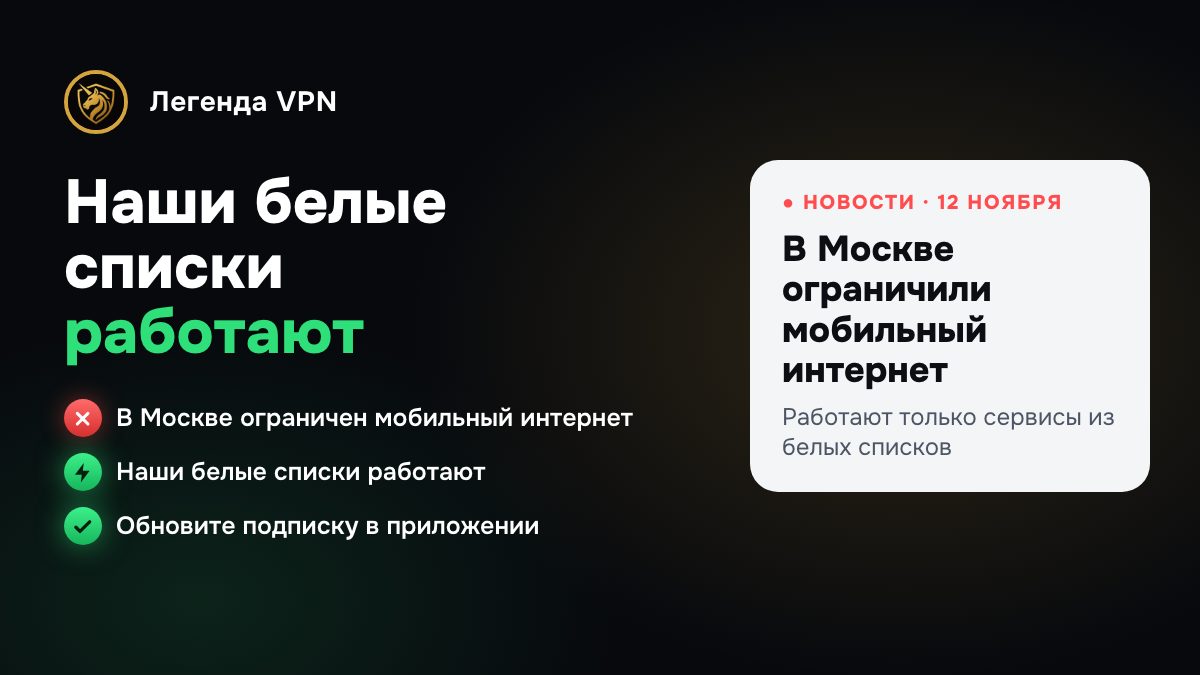 Легенда VPN
Наши белые
списки
работают
В Москве ограничен мобильный интернет
Наши белые списки работают
Обновите подписку в приложении
• НОВОСТИ · 12 НОЯБРЯ
В Москве
ограничили
мобильный
интернет
Работают только сервисы из
белых списков